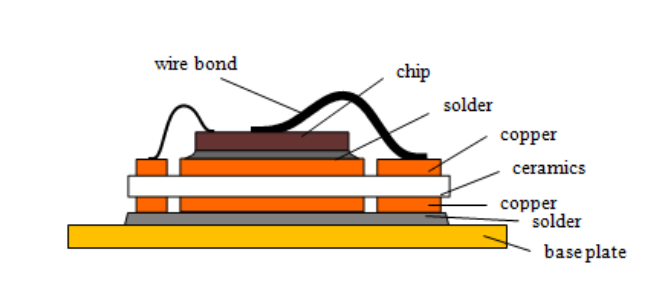 wire bond
chip
solder
copper
ceramics
copper
solder
base plate